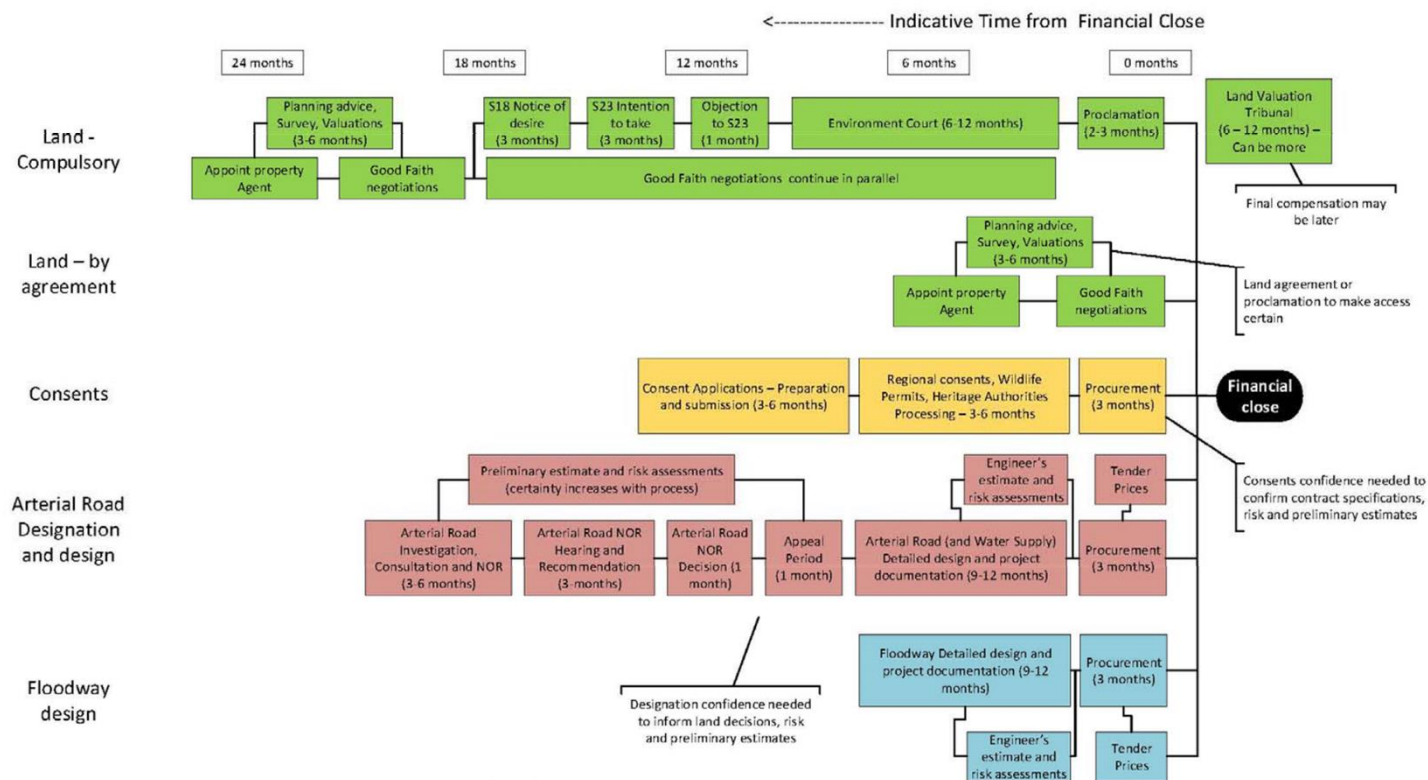 <---------------- Indicative Time from Financial Close
24 months
18 months
12 months
6 months
0 months
Land -
Compulsory
Planning advice,
Survey, Valuations
(3-6 months)
Appoint property
Agent
Good Faith
negotiations
S18 Notice of
desire
(3 months)
S23 Intention
to take
(3 months)
Objection
to S23
(1 month)
Environment Court (6-12 months)
Proclamation
(2-3 months)
Good Faith negotiations continue in parallel
Land Valuation
Tribunal
(6 – 12 months) –
Can be more
Final compensation may
be later
Land – by
agreement
Planning advice,
Survey, Valuations
(3-6 months)
Appoint property
Agent
Good Faith
negotiations
Land agreement or
proclamation to make access
certain
Consents
Consent Applications – Preparation
and submission (3-6 months)
Regional consents, Wildlife
Permits, Heritage Authorities
Processing – 3-6 months
Procurement
(3 months)
Financial
close
Consents confidence needed to
confirm contract specifications,
risk and preliminary estimates
Arterial Road
Designation
and design
Preliminary estimate and risk assessments
(certainty increases with process)
Engineer's
estimate and
risk assessments
Tender
Prices
Arterial Road
Investigation,
Consultation and NOR
(3-6 months)
Arterial Road NOR
Hearing and
Recommendation
(3-months)
Arterial Road
NOR
Decision (1
month)
Appeal
Period
(1 month)
Arterial Road (and Water Supply)
Detailed design and project
documentation (9-12 months)
Procurement
(3 months)
Designation confidence needed
to inform land decisions, risk
and preliminary estimates
Floodway
design
Floodway Detailed design and
project documentation (9-12
months)
Procurement
(3 months)
Engineer's
estimate and
risk assessments
Tender
Prices